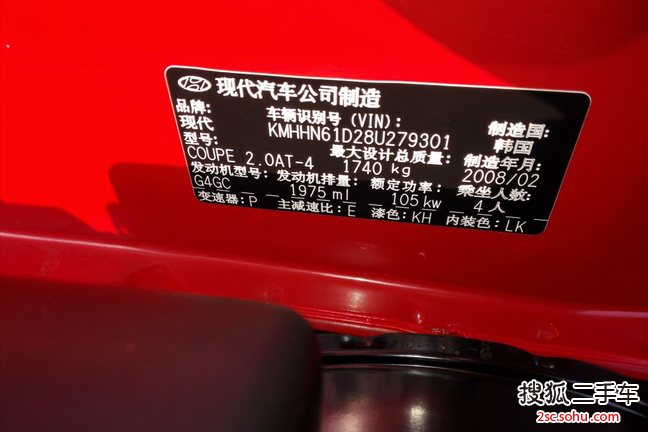 现代汽车公司制造
品牌: 车辆识别号 (VIN): 制造国:
现代 KMHHN61D28U279301 韩国
型号: 最大设计总质量: 制造年月:
COUPE 2.0AT-4 1740 kg 2008/02
发动机型号: 发动机排量: 额定功率: 乘坐人数:
G4GC 1975 ml 105 kw 4 人
变速器: P 主减速比: E 漆色: KH 内装色: LK
搜狐二手车
2sc.sohu.com